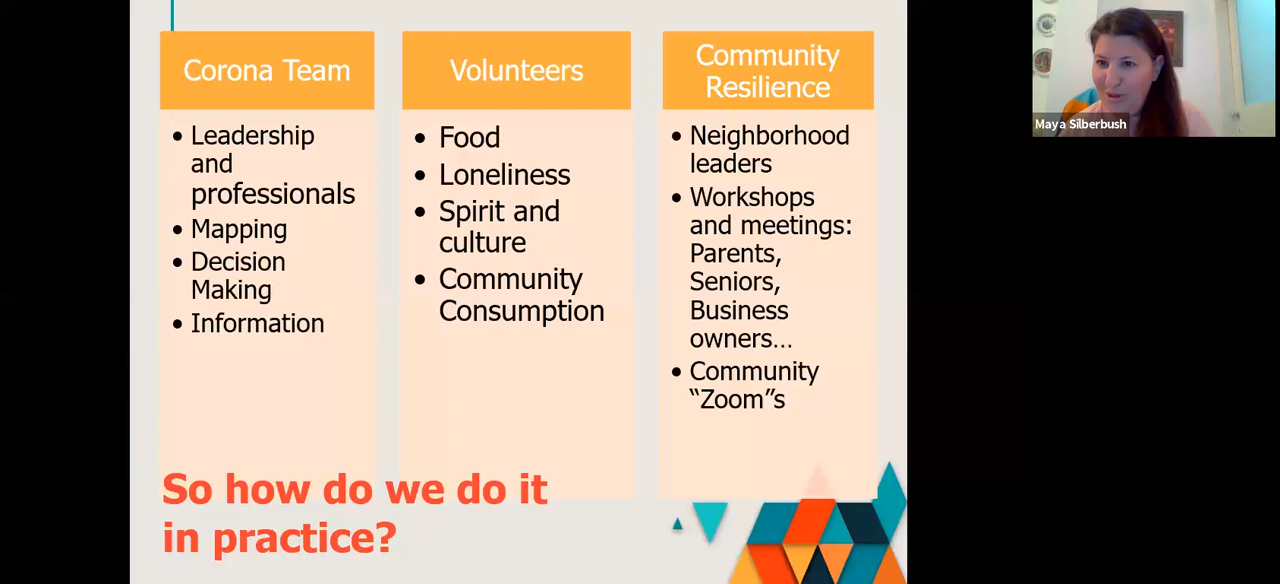 Corona Team
• Leadership
and
professionals
• Mapping
• Decision
Making
• Information
Volunteers
• Food
• Loneliness
• Spirit and
culture
• Community
Consumption
Community
Resilience
• Neighborhood
leaders
• Workshops
and meetings:
Parents,
Seniors,
Business
owners...
• Community
“Zoom”s
So how do we do it
in practice?
Maya Silberbush